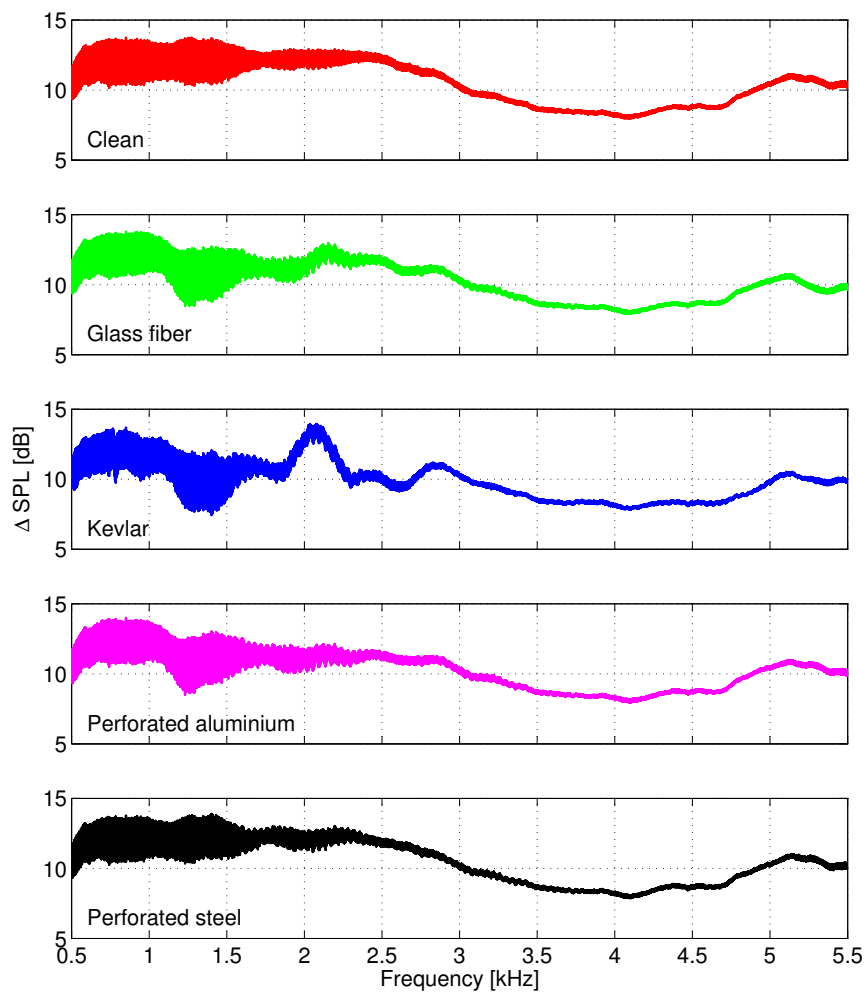 15
10
5
Clean
15
10
5
Glass fiber
15
10
5
Kevlar
Δ SPL [dB]
15
10
5
Perforated aluminium
15
10
5
Perforated steel
0.5 1 1.5 2 2.5 3 3.5 4 4.5 5 5.5
Frequency [kHz]